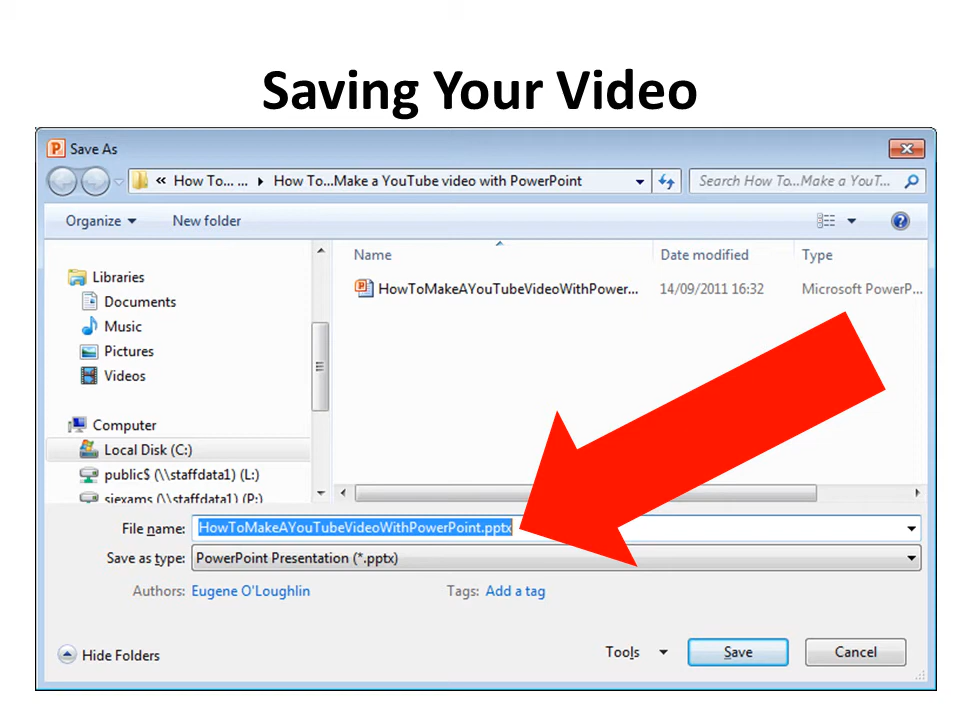 Saving Your Video
Save As
« How To... ... ▸ How To...Make a YouTube video with PowerPoint
Search How To...Make a YouT...
Organize
New folder
Name
Date modified
Type
HowToMakeAYouTubeVideoWithPower...
14/09/2011 16:32
Microsoft PowerP...
Libraries
Documents
Music
Pictures
Videos
Computer
Local Disk (C:)
public$ (\\staffdata1) (L:)
siexams (\\staffdata1) (P:)
File name: HowToMakeAYouTubeVideoWithPowerPoint.pptx
Save as type: PowerPoint Presentation (*.pptx)
Authors: Eugene O'Loughlin
Tags: Add a tag
Hide Folders
Tools
Save
Cancel